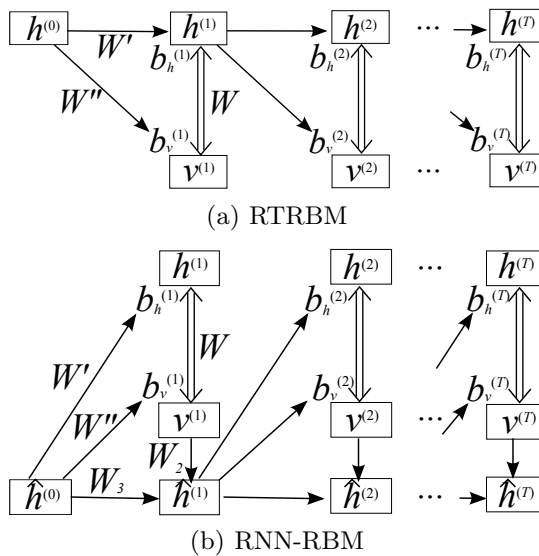 h⁽⁰⁾ W' h⁽¹⁾ h⁽²⁾ ... h⁽ᵀ⁾
b_h⁽¹⁾ b_h⁽²⁾ b_h⁽ᵀ⁾
W'' W
b_v⁽¹⁾ b_v⁽²⁾ b_v⁽ᵀ⁾
v⁽¹⁾ v⁽²⁾ ... v⁽ᵀ⁾
(a) RTRBM
h⁽¹⁾ h⁽²⁾ ... h⁽ᵀ⁾
b_h⁽¹⁾ b_h⁽²⁾ b_h⁽ᵀ⁾
W' W
b_v⁽¹⁾ b_v⁽²⁾ b_v⁽ᵀ⁾
W'' v⁽¹⁾ v⁽²⁾ ... v⁽ᵀ⁾
W₂
ĥ⁽⁰⁾ W₃ ĥ⁽¹⁾ ĥ⁽²⁾ ... ĥ⁽ᵀ⁾
(b) RNN-RBM